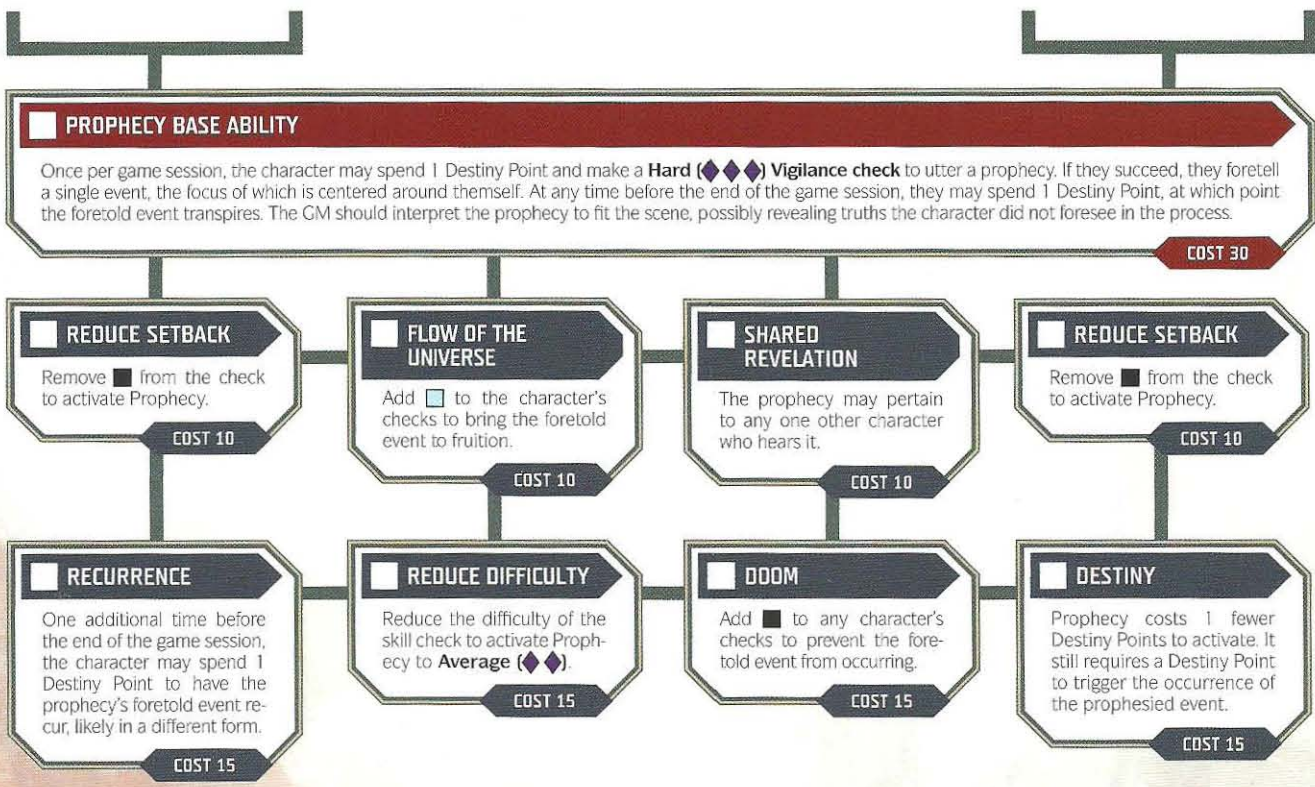 PROPHECY BASE ABILITY
Once per game session, the character may spend 1 Destiny Point and make a Hard (◆◆◆) Vigilance check to utter a prophecy. If they succeed, they foretell
a single event, the focus of which is centered around themself. At any time before the end of the game session, they may spend 1 Destiny Point, at which point
the foretold event transpires. The GM should interpret the prophecy to fit the scene, possibly revealing truths the character did not foresee in the process.
COST 30
REDUCE SETBACK
Remove ■ from the check
to activate Prophecy.
COST 10
FLOW OF THE
UNIVERSE
Add □ to the character's
checks to bring the foretold
event to fruition.
COST 10
SHARED
REVELATION
The prophecy may pertain
to any one other character
who hears it.
COST 10
REDUCE SETBACK
Remove ■ from the check
to activate Prophecy.
COST 10
RECURRENCE
One additional time before
the end of the game session,
the character may spend 1
Destiny Point to have the
prophecy's foretold event re-
cur, likely in a different form.
COST 15
REDUCE DIFFICULTY
Reduce the difficulty of the
skill check to activate Proph-
ecy to Average (◆◆).
COST 15
DOOM
Add ■ to any character's
checks to prevent the fore-
told event from occurring.
COST 15
DESTINY
Prophecy costs 1 fewer
Destiny Points to activate. It
still requires a Destiny Point
to trigger the occurrence of
the prophesied event.
COST 15